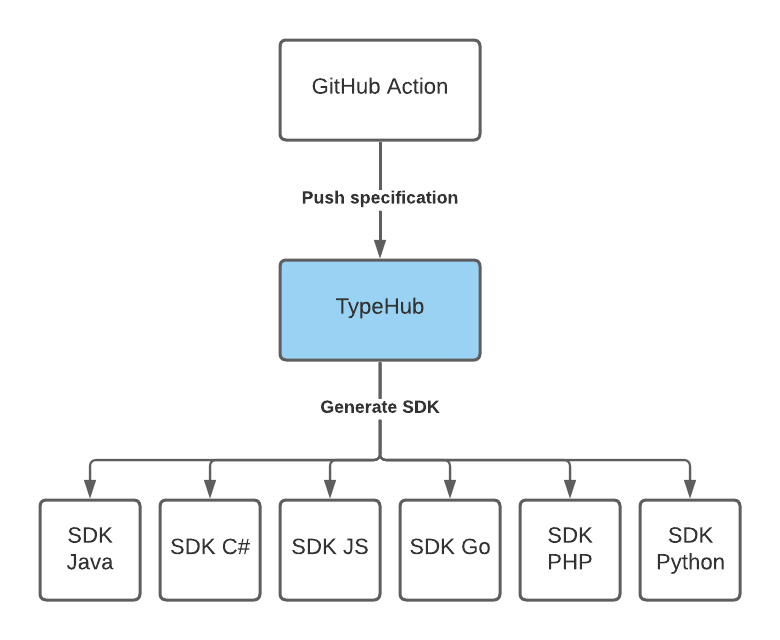 GitHub Action
Push specification
TypeHub
Generate SDK
SDK
Java
SDK C#
SDK JS
SDK Go
SDK
PHP
SDK
Python